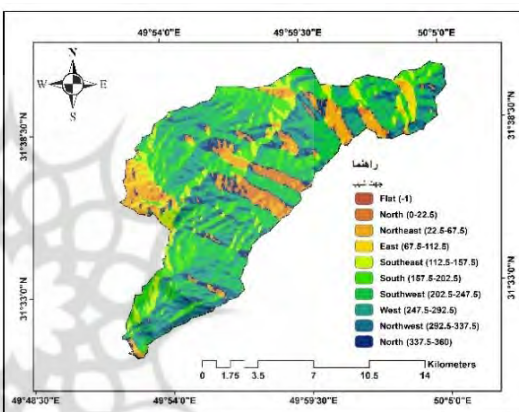 49°54'0"E 49°59'30"E 50°5'0"E
N
W E
S
31°38'30"N 31°38'30"N
راهنما
جهت شیب
Flat (-1)
North (0-22.5)
Northeast (22.5-67.5)
East (67.5-112.5)
Southeast (112.5-157.5)
South (157.5-202.5)
Southwest (202.5-247.5)
West (247.5-292.5)
Northwest (292.5-337.5)
North (337.5-360)
31°33'0"N 31°33'0"N
Kilometers
0 1.75 3.5 7 10.5 14
49°48'30"E 49°54'0"E 49°59'30"E 50°5'0"E